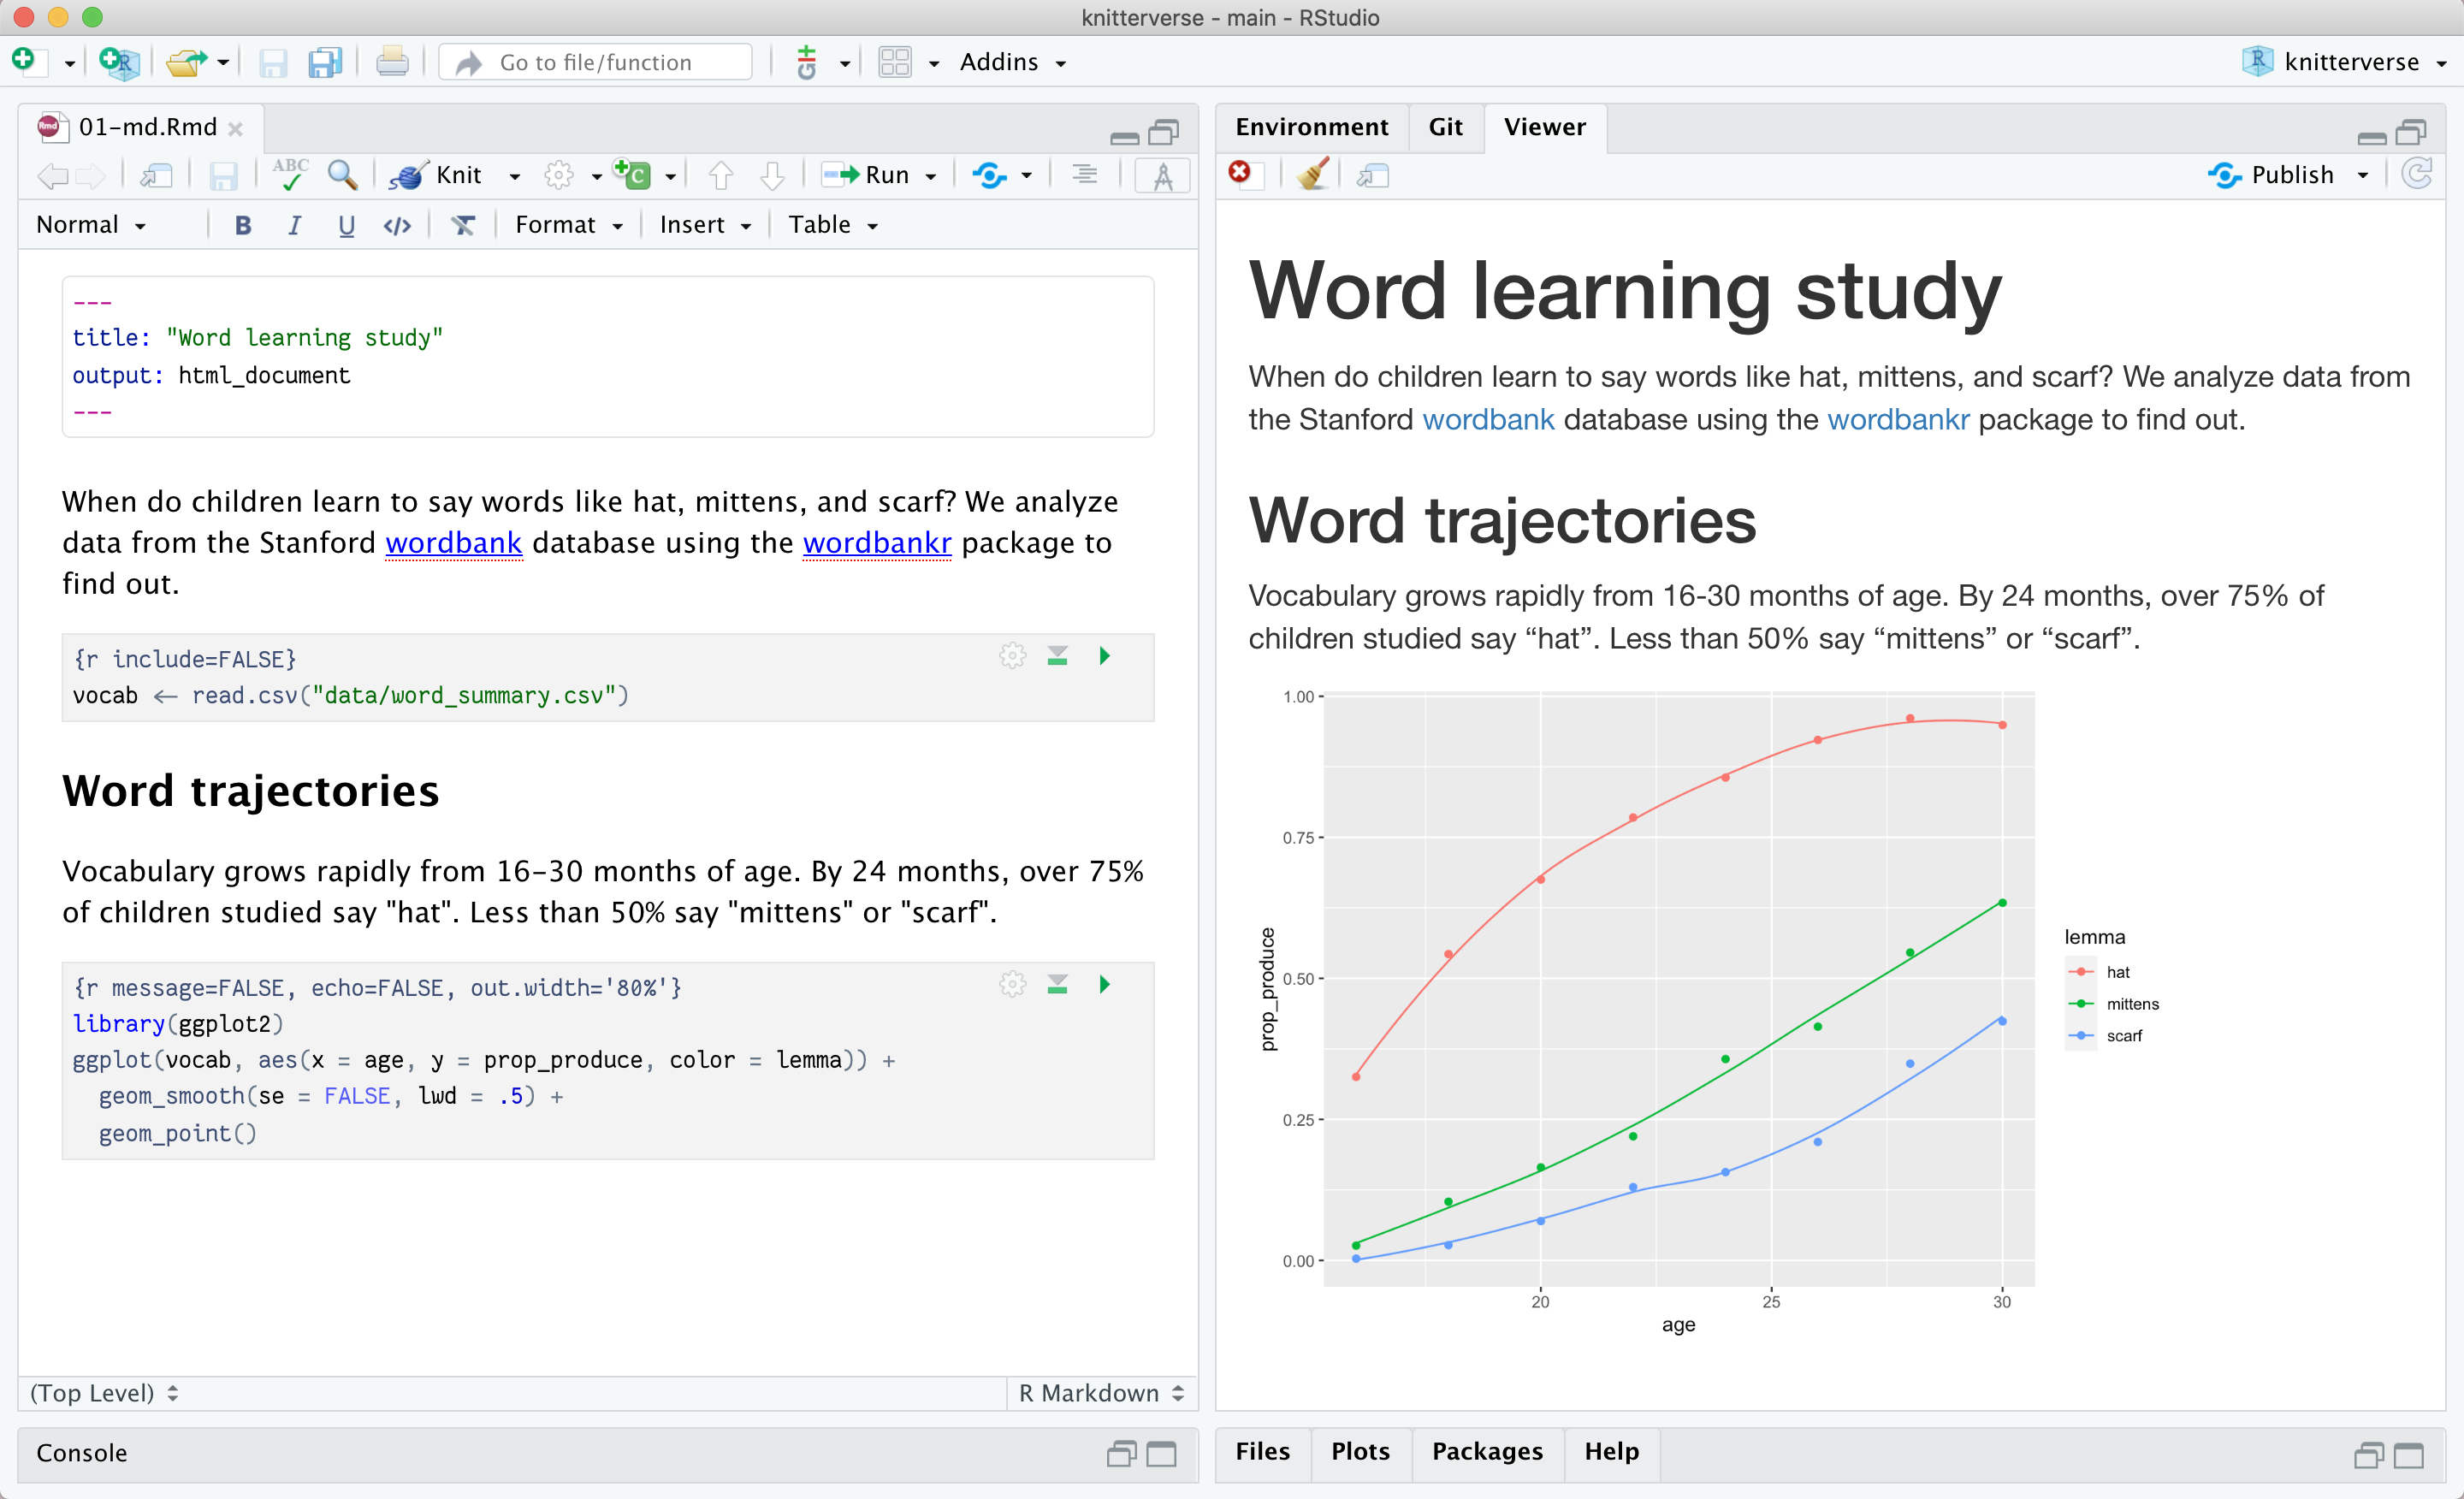 knitterverse - main - RStudio
Go to file/function
Git
Addins
R knitterverse
Rmd 01-md.Rmd
ABC
Knit
C
Run
Normal
B I U </>
Format
Insert
Table
---
title: "Word learning study"
output: html_document
---
When do children learn to say words like hat, mittens, and scarf? We analyze
data from the Stanford wordbank database using the wordbankr package to
find out.
{r include=FALSE}
vocab <- read.csv("data/word_summary.csv")
Word trajectories
Vocabulary grows rapidly from 16-30 months of age. By 24 months, over 75%
of children studied say "hat". Less than 50% say "mittens" or "scarf".
{r message=FALSE, echo=FALSE, out.width='80%'}
library(ggplot2)
ggplot(vocab, aes(x = age, y = prop_produce, color = lemma)) +
  geom_smooth(se = FALSE, lwd = .5) +
  geom_point()
(Top Level)
R Markdown
Console
Environment
Git
Viewer
Publish
Word learning study
When do children learn to say words like hat, mittens, and scarf? We analyze data from
the Stanford wordbank database using the wordbankr package to find out.
Word trajectories
Vocabulary grows rapidly from 16-30 months of age. By 24 months, over 75% of
children studied say “hat”. Less than 50% say “mittens” or “scarf”.
1.00
0.75
0.50
0.25
0.00
prop_produce
20
25
30
age
lemma
hat
mittens
scarf
Files
Plots
Packages
Help